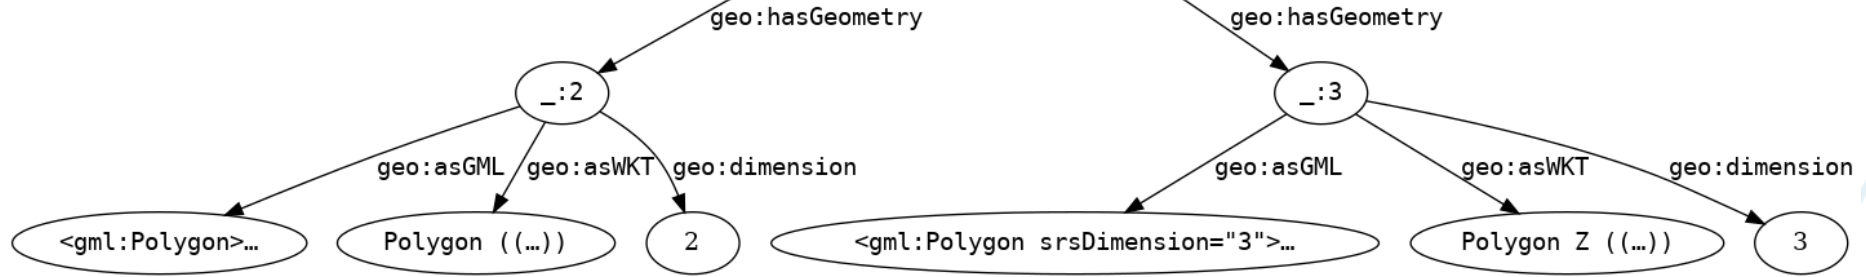 geo:hasGeometry geo:hasGeometry
_:2 _:3
geo:asGML geo:asWKT geo:dimension geo:asGML geo:asWKT geo:dimension
<gml:Polygon>… Polygon ((…)) 2 <gml:Polygon srsDimension="3">… Polygon Z ((…)) 3